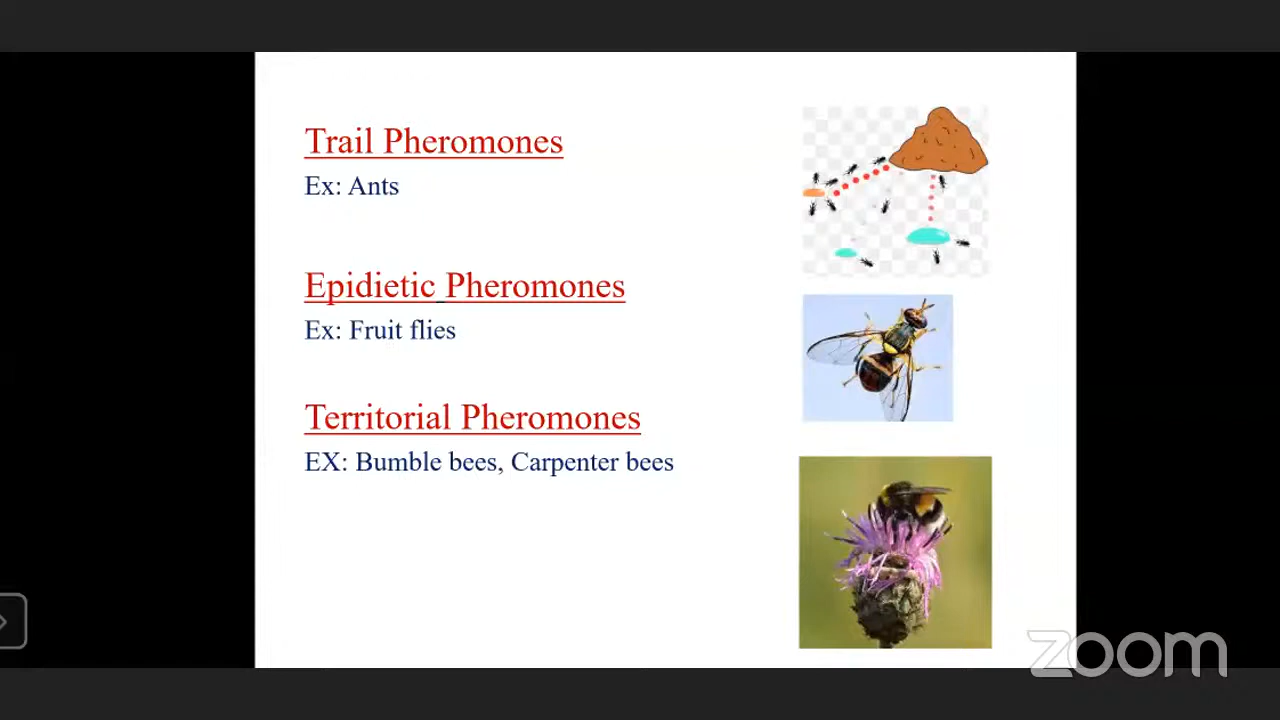 Trail Pheromones
Ex: Ants
Epidietic Pheromones
Ex: Fruit flies
Territorial Pheromones
EX: Bumble bees, Carpenter bees
zoom